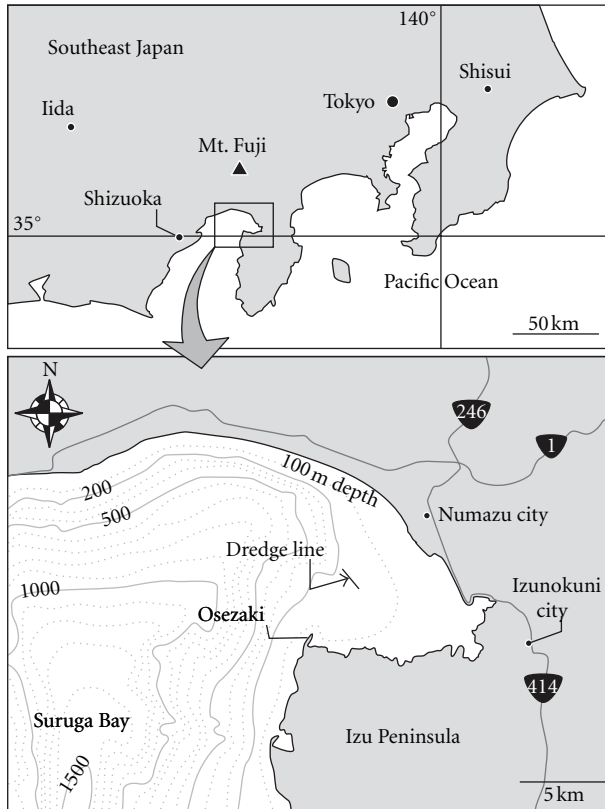 140°
Southeast Japan
Shisui
Tokyo
Iida
Mt. Fuji
Shizuoka
35°
Pacific Ocean
50 km
N
246
1
100 m depth
200
500
Numazu city
Dredge line
1000
Izunokuni
city
Osezaki
414
Suruga Bay
Izu Peninsula
1500
5 km